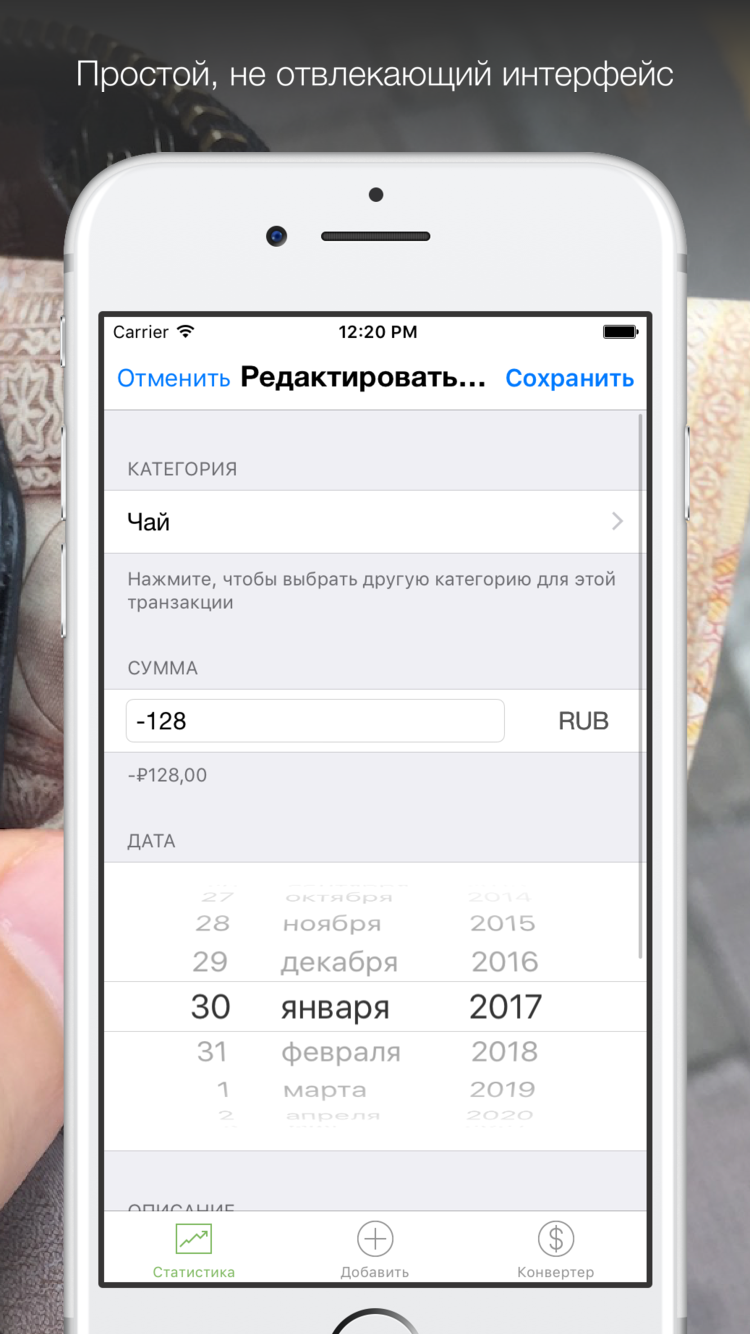 Простой, не отвлекающий интерфейс
Carrier 12:20 PM
Отменить Редактировать... Сохранить
КАТЕГОРИЯ
Чай
Нажмите, чтобы выбрать другую категорию для этой
транзакции
СУММА
-128 RUB
-₽128,00
ДАТА
27 октября 2014
28 ноября 2015
29 декабря 2016
30 января 2017
31 февраля 2018
1 марта 2019
2 апреля 2020
ОПИСАНИЕ
Статистика Добавить Конвертер